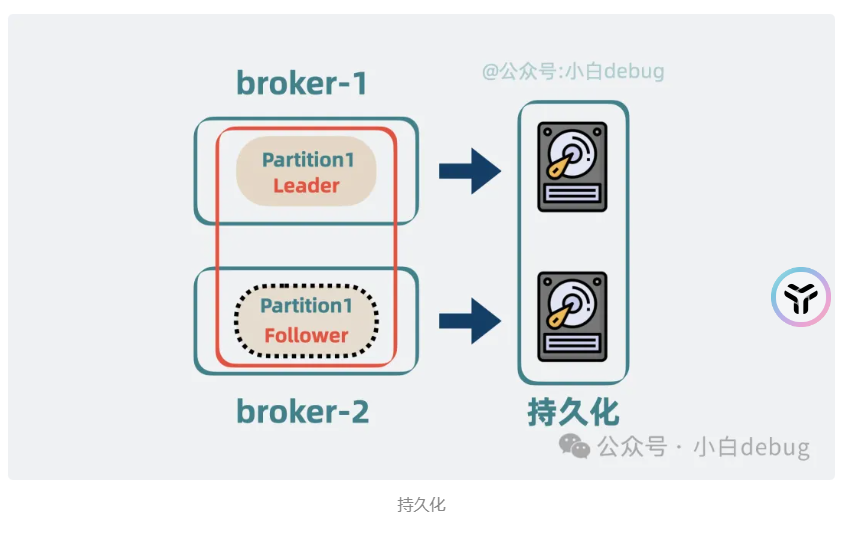 @公众号:小白debug
broker-1
Partition1
Leader
Partition1
Follower
broker-2
持久化
公众号 · 小白debug
持久化